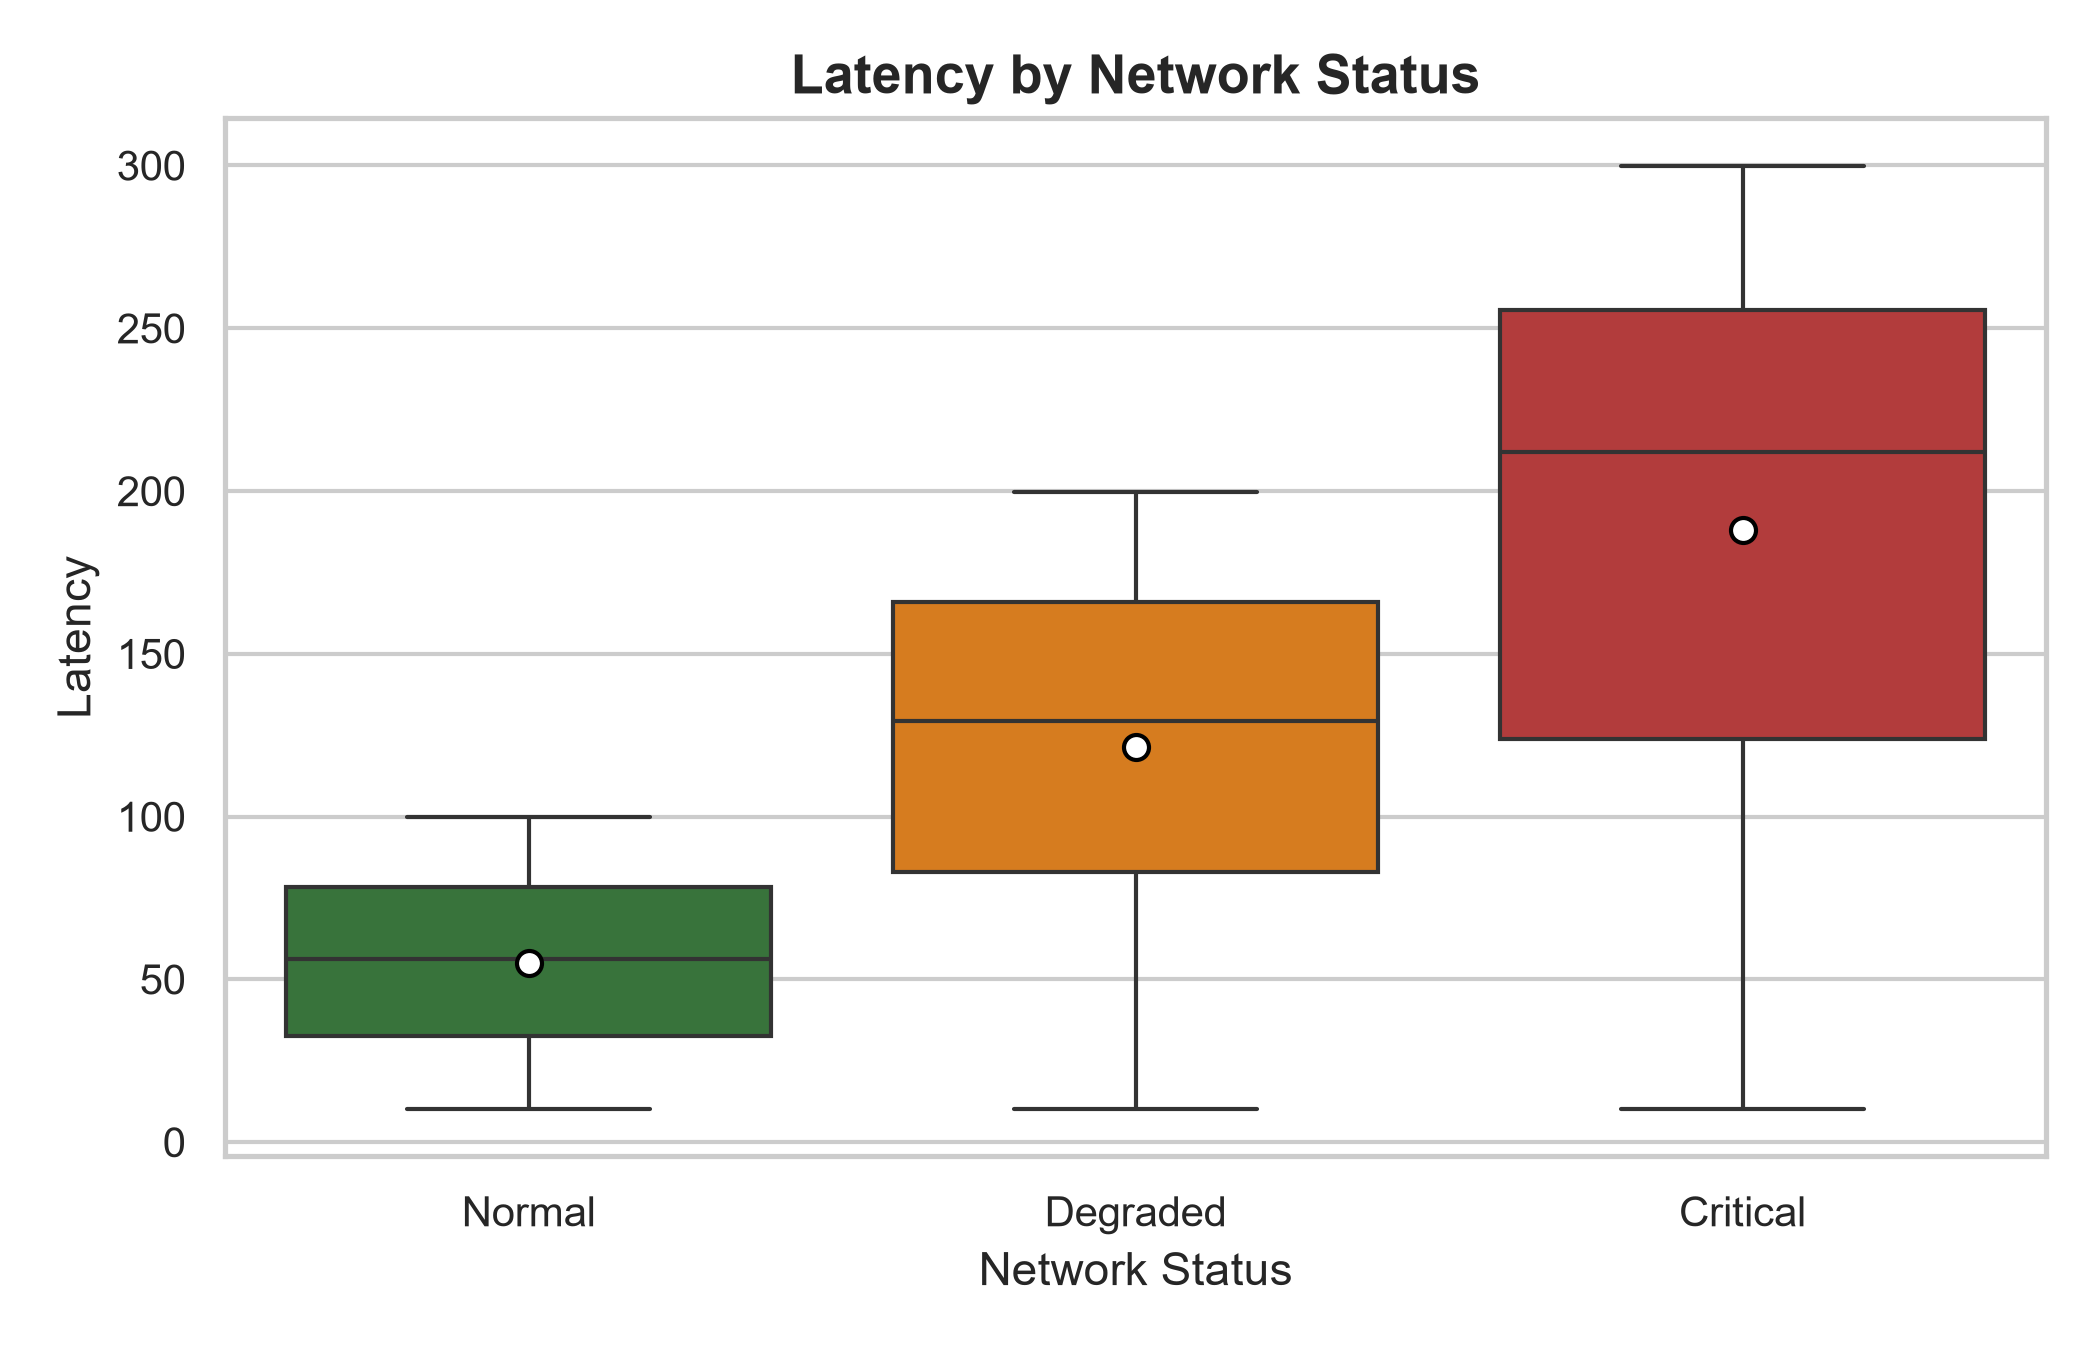 Latency by Network Status
Latency
300
250
200
150
100
50
0
Normal
Degraded
Critical
Network Status